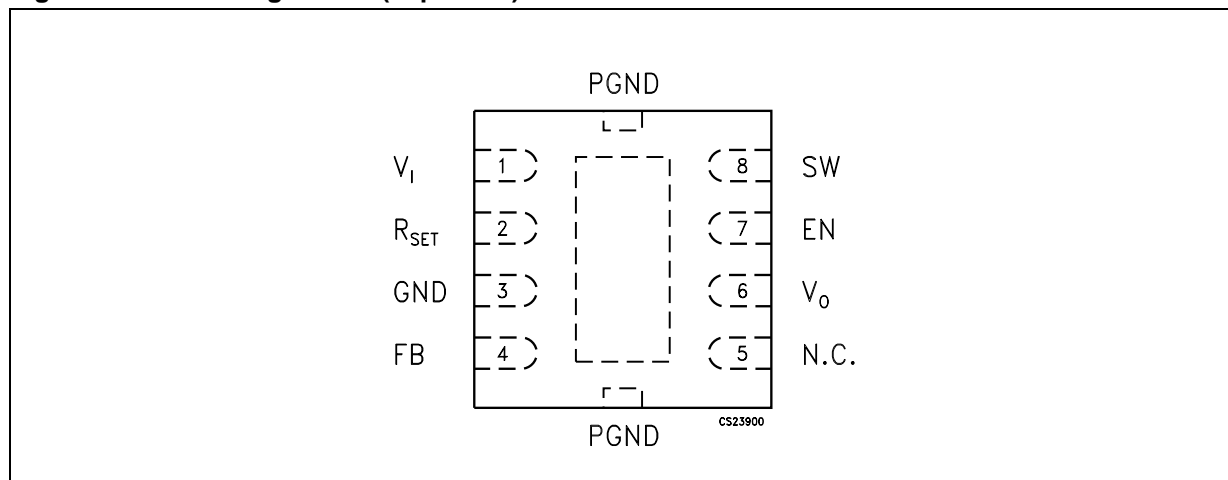 PGND
V_I 1 8 SW
R_SET 2 7 EN
GND 3 6 V_O
FB 4 5 N.C.
CS23900
PGND